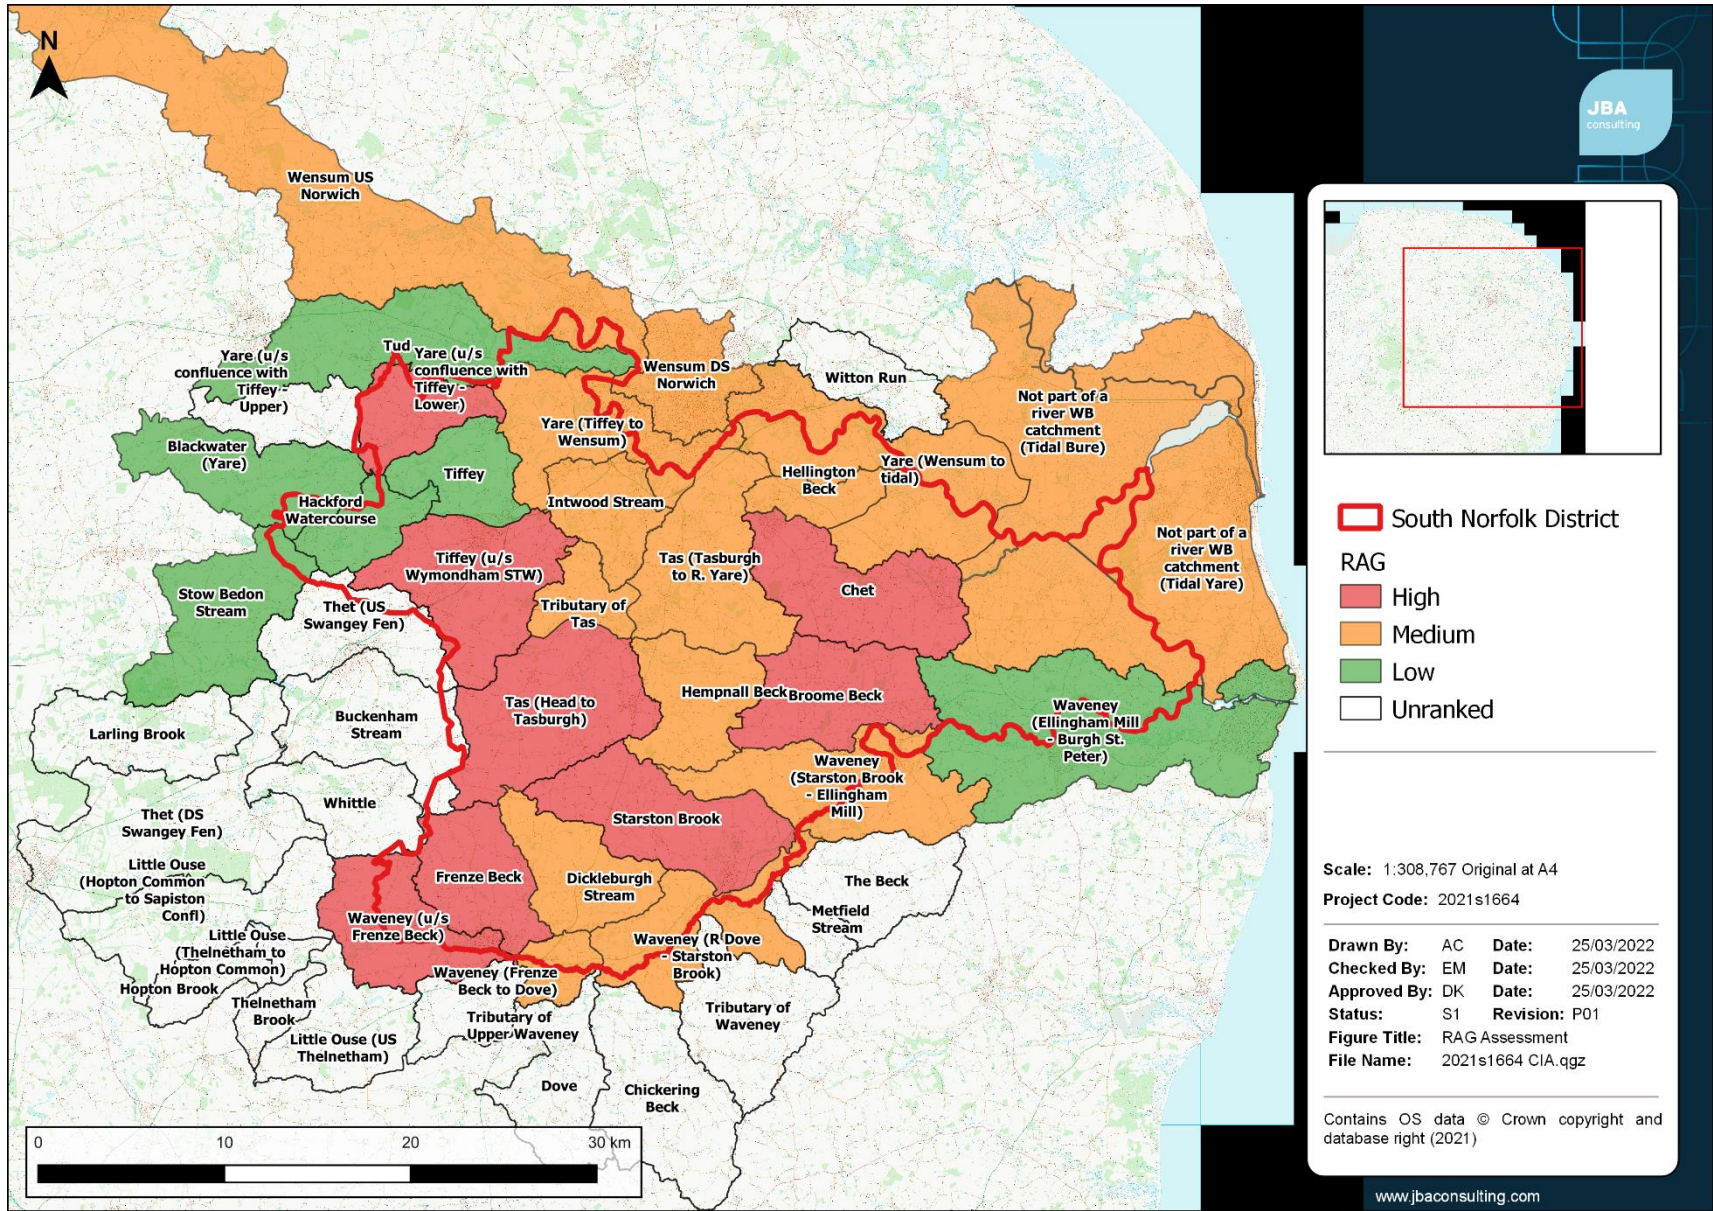 N
Wensum US
Norwich
Tud
Yare (u/s
confluence with
Tiffey -
Upper)
Yare (u/s
confluence with
Tiffey -
Lower)
Wensum DS
Norwich
Witton Run
Not part of a
river WB
catchment
(Tidal Bure)
Yare (Tiffey to
Wensum)
Blackwater
(Yare)
Tiffey
Hellington
Beck
Yare (Wensum to
tidal)
Hackford
Watercourse
Intwood Stream
Tiffey (u/s
Wymondham STW)
Tas (Tasburgh
to R. Yare)
Not part of a
river WB
catchment
(Tidal Yare)
Chet
Stow Bedon
Stream
Thet (US
Swangey Fen)
Tributary of
Tas
Hempnall Beck
Broome Beck
Tas (Head to
Tasburgh)
Waveney
(Ellingham Mill
- Burgh St.
Peter)
Larling Brook
Buckenham
Stream
Waveney
(Starston Brook
- Ellingham
Mill)
Whittle
Thet (DS
Swangey Fen)
Starston Brook
Little Ouse
(Hopton Common
to Sapiston
Confl)
Frenze Beck
Dickleburgh
Stream
The Beck
Metfield
Stream
Waveney (u/s
Frenze Beck)
Little Ouse
(Thelnetham to
Hopton Common)
Hopton Brook
Waveney (R Dove
- Starston
Brook)
Waveney (Frenze
Beck to Dove)
Thelnetham
Brook
Tributary of
Upper Waveney
Tributary of
Waveney
Little Ouse (US
Thelnetham)
Dove
Chickering
Beck
0 10 20 30 km
JBA
consulting
South Norfolk District
RAG
High
Medium
Low
Unranked
Scale: 1:308,767 Original at A4
Project Code: 2021s1664
Drawn By: AC Date: 25/03/2022
Checked By: EM Date: 25/03/2022
Approved By: DK Date: 25/03/2022
Status: S1 Revision: P01
Figure Title: RAG Assessment
File Name: 2021s1664 CIA.qgz
Contains OS data © Crown copyright and
database right (2021)
www.jbaconsulting.com